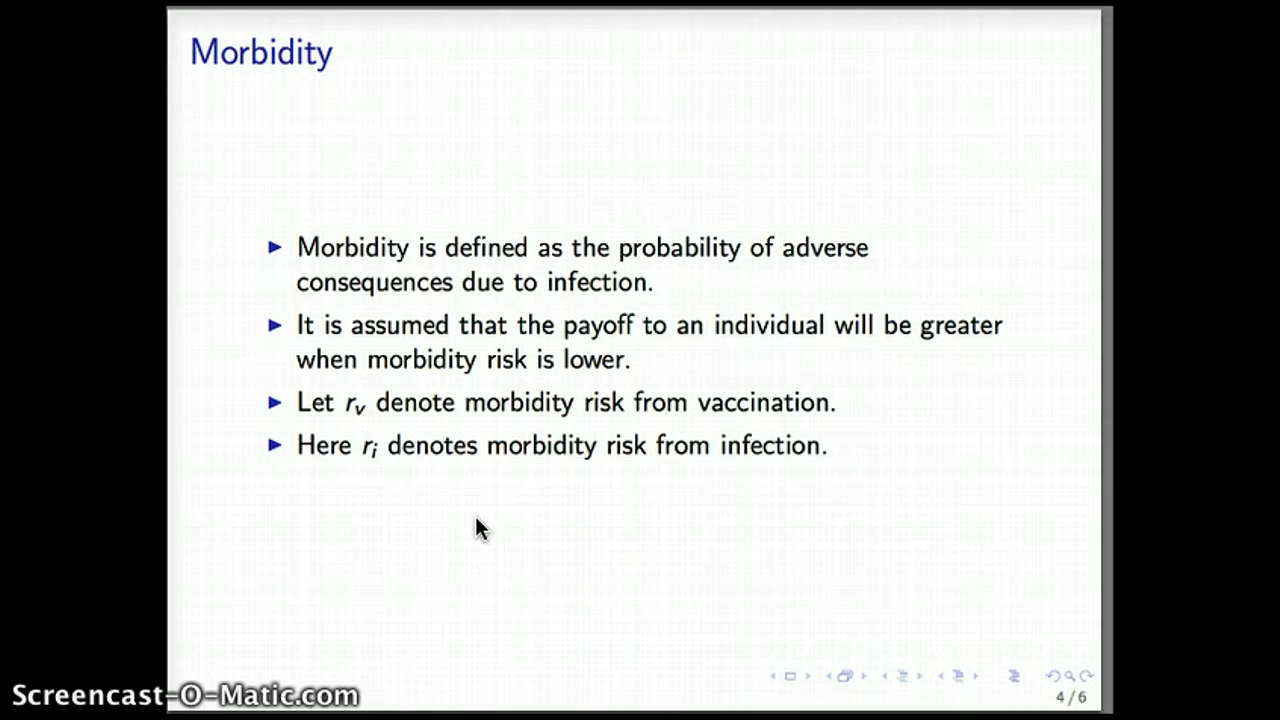 Morbidity
► Morbidity is defined as the probability of adverse
consequences due to infection.
► It is assumed that the payoff to an individual will be greater
when morbidity risk is lower.
► Let r_v denote morbidity risk from vaccination.
► Here r_i denotes morbidity risk from infection.
4 / 6
Screencast-O-Matic.com